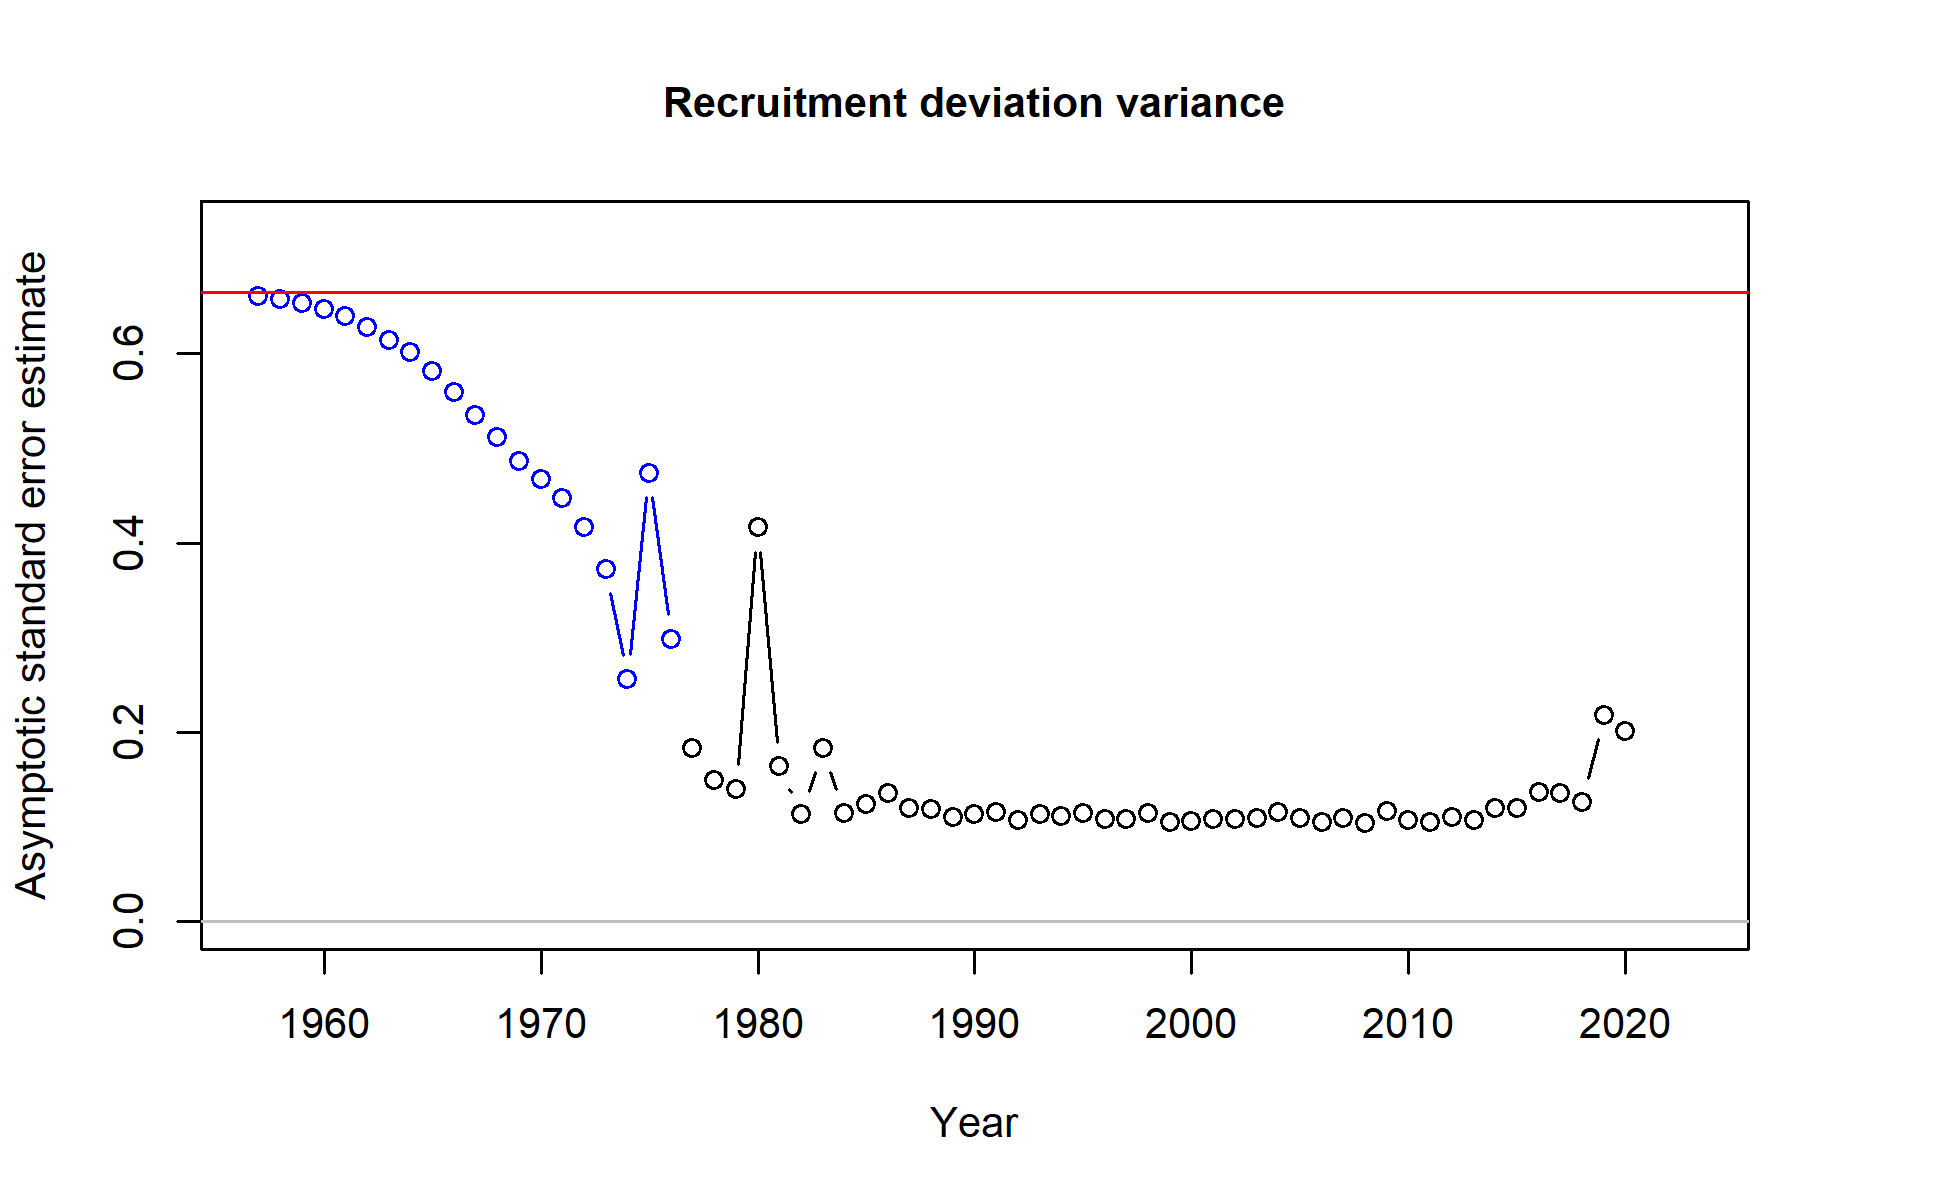 Recruitment deviation variance
Asymptotic standard error estimate
0.6
0.4
0.2
0.0
1960 1970 1980 1990 2000 2010 2020
Year